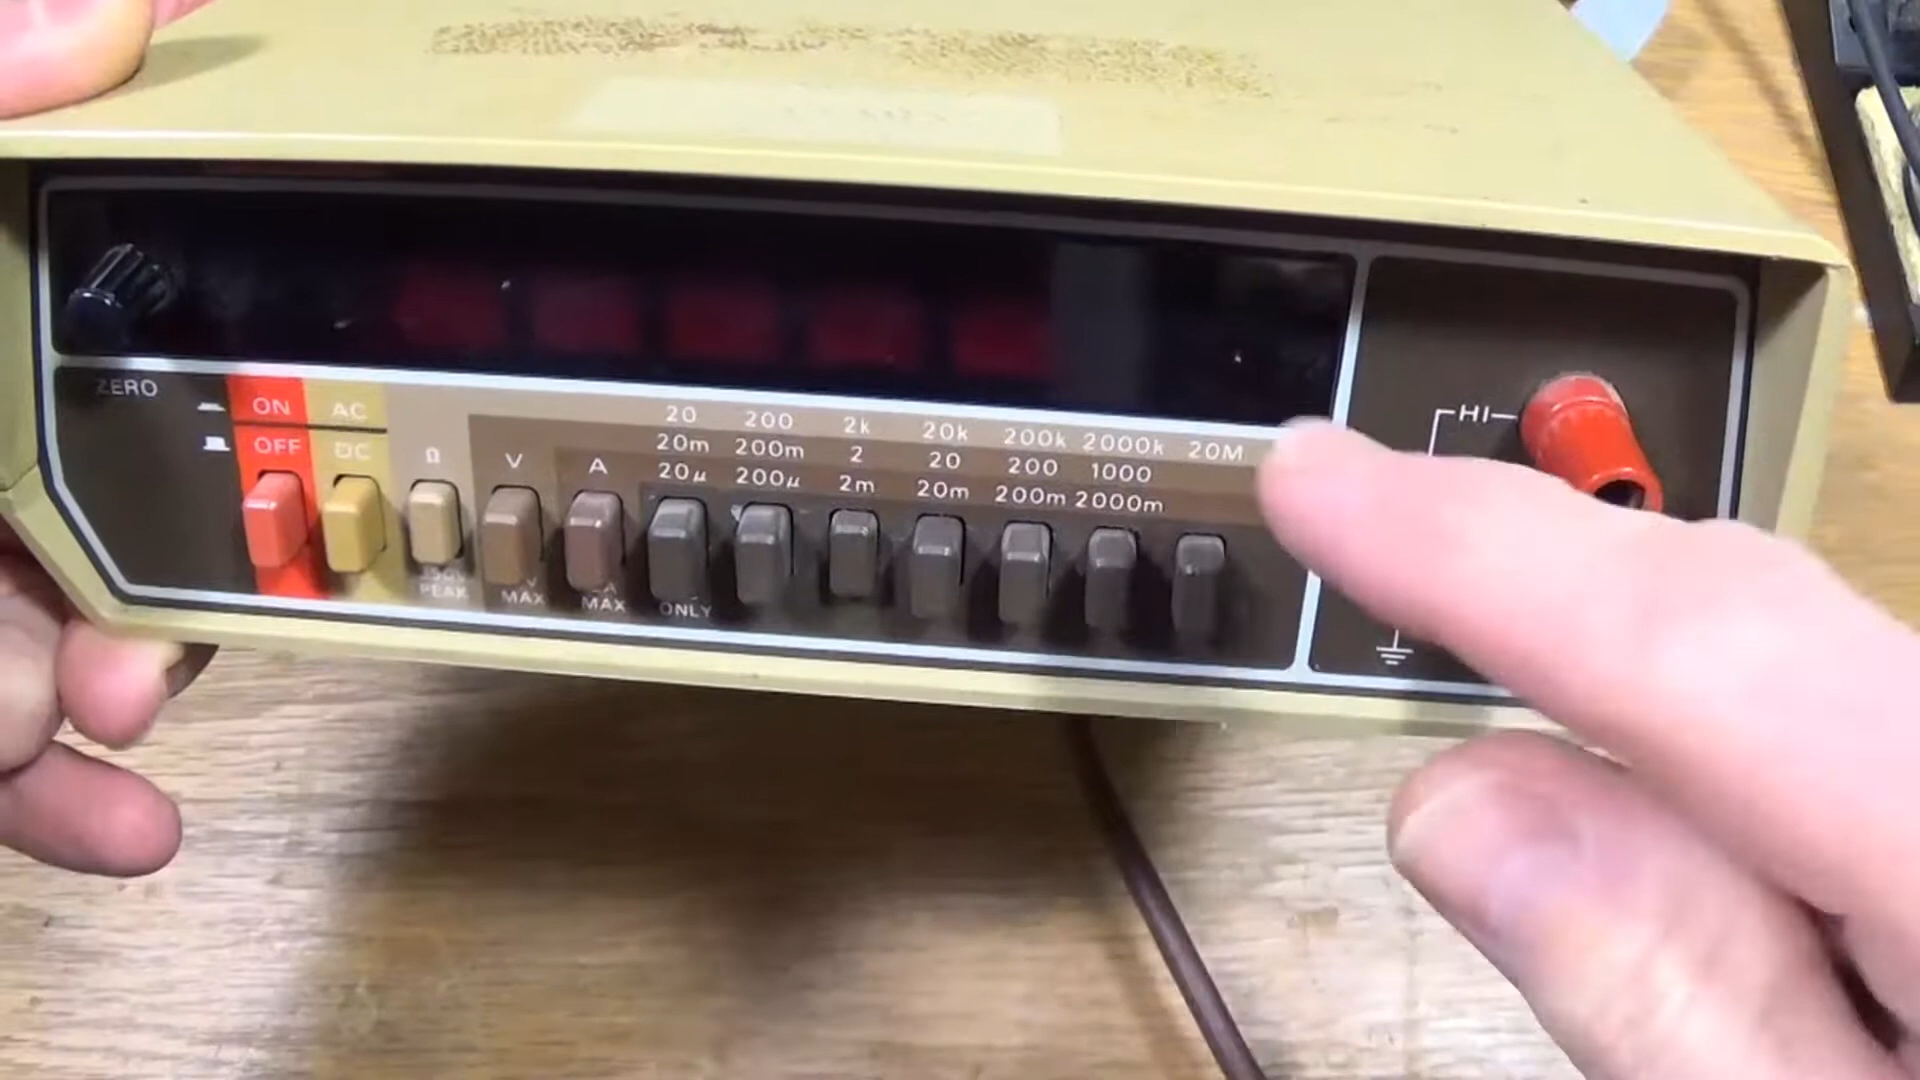 ZERO
ON AC
OFF DC
Ω V A
20 200 2k 20k 200k 2000k 20M
20m 200m 2 20 200 1000
20μ 200μ 2m 20m 200m 2000m
PEAK MAX MAX ONLY
HI